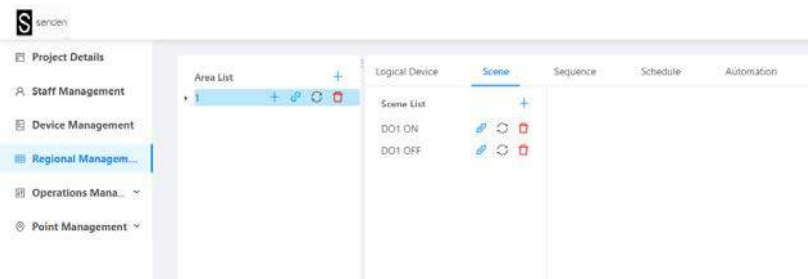 S senden
Project Details
Staff Management
Device Management
Regional Managem...
Operations Mana...
Point Management
Area List
1
Logical Device Scene Sequence Schedule Automation
Scene List
DO1 ON
DO1 OFF